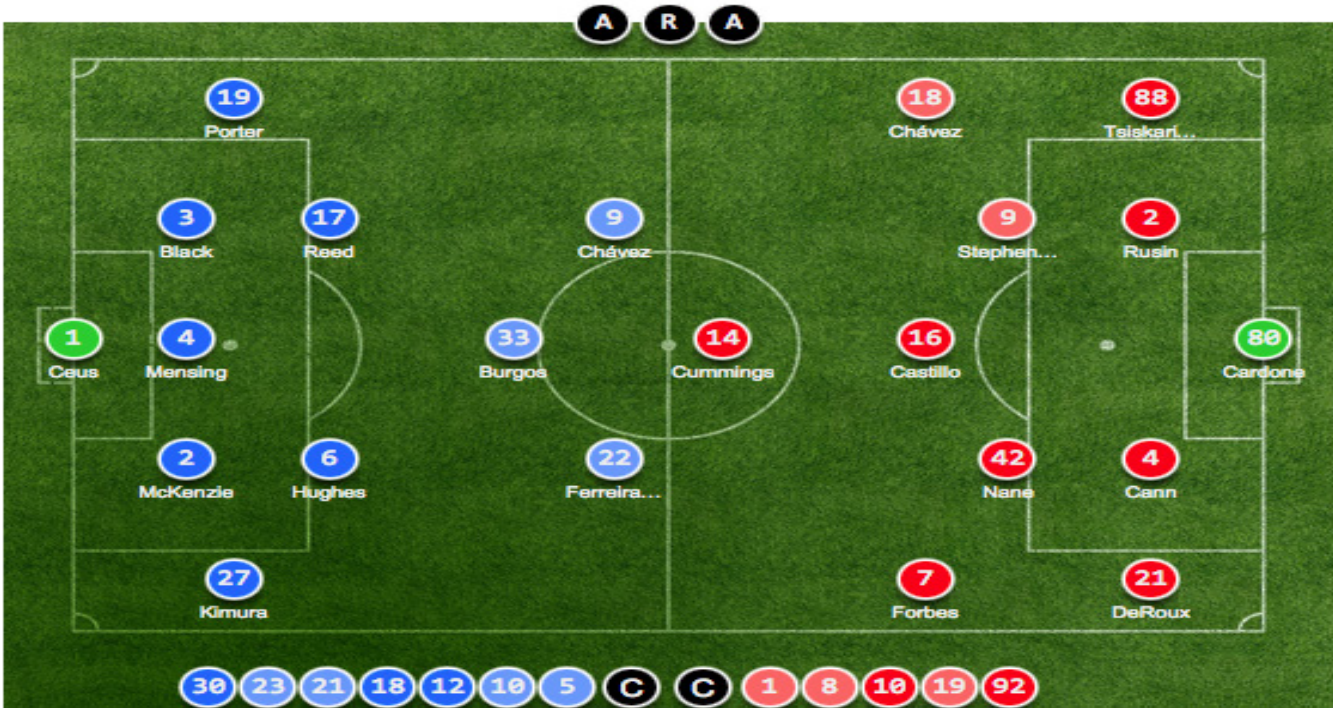 A R A
19 18 88
Porter Chávez Tsiskari...
3 17 9 9 2
Black Reed Chávez Stephen... Rusin
1 4 33 14 16 80
Ceus Mensing Burgos Cummings Castillo Cardone
2 6 22 42 4
McKenzie Hughes Ferreira... Nane Cann
27 7 21
Kimura Forbes DeRoux
30 23 21 18 12 10 5 C C 1 8 10 19 92